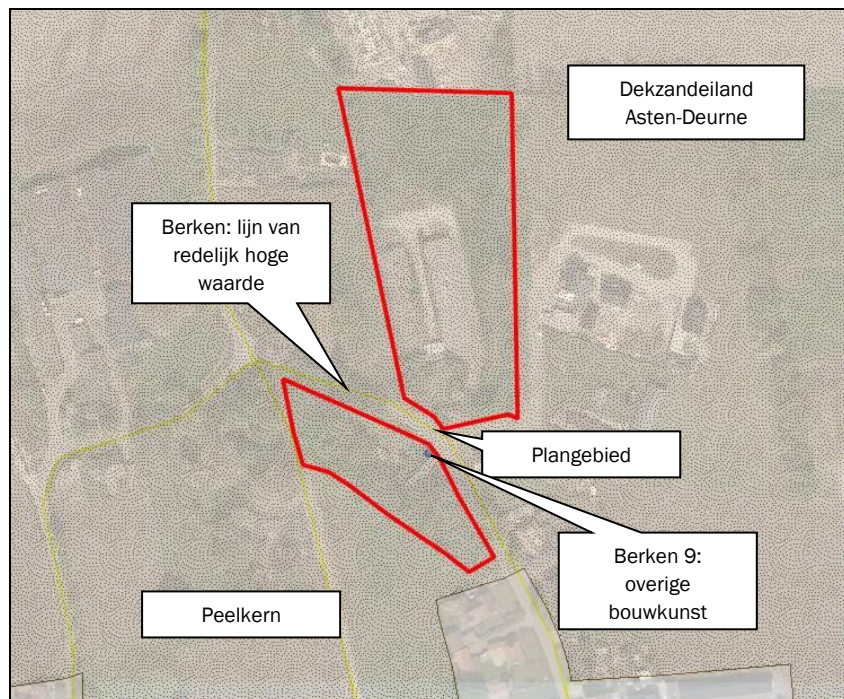 Dekzandeiland
Asten-Deurne
Berken: lijn van
redelijk hoge
waarde
Plangebied
Berken 9:
overige
bouwkunst
Peelkern